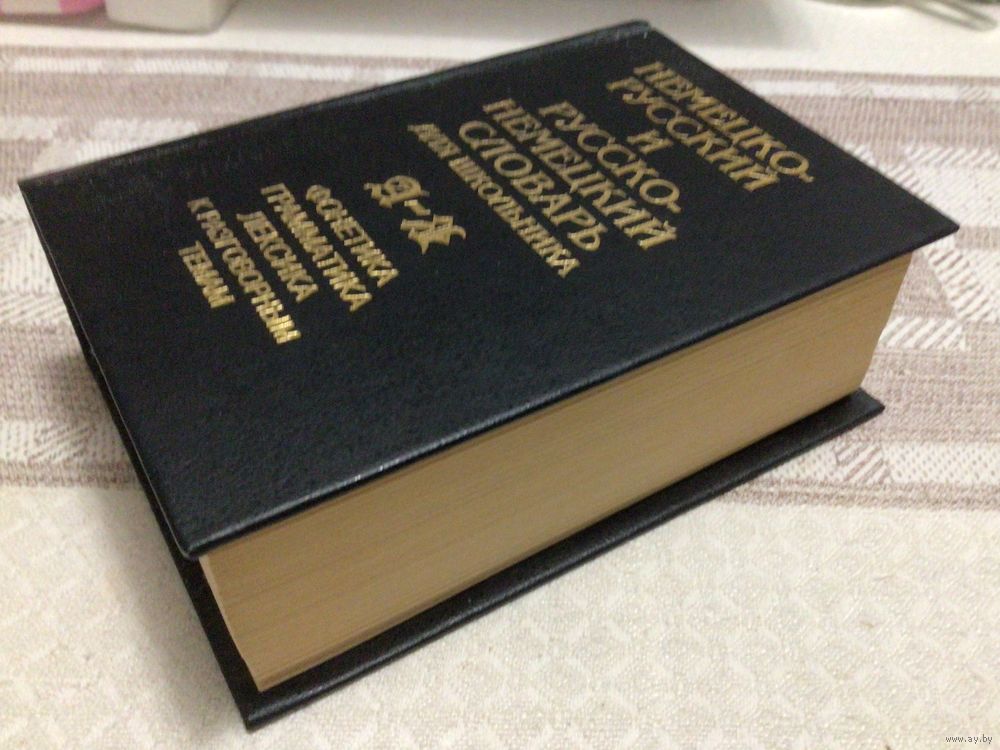 НЕМЕЦКО-
РУССКИЙ
И
РУССКО-
НЕМЕЦКИЙ
СЛОВАРЬ
ДЛЯ ШКОЛЬНИКА
ФОНЕТИКА
ГРАММАТИКА
ЛЕКСИКА
К РАЗГОВОРНЫМ
ТЕМАМ
www.ay.by